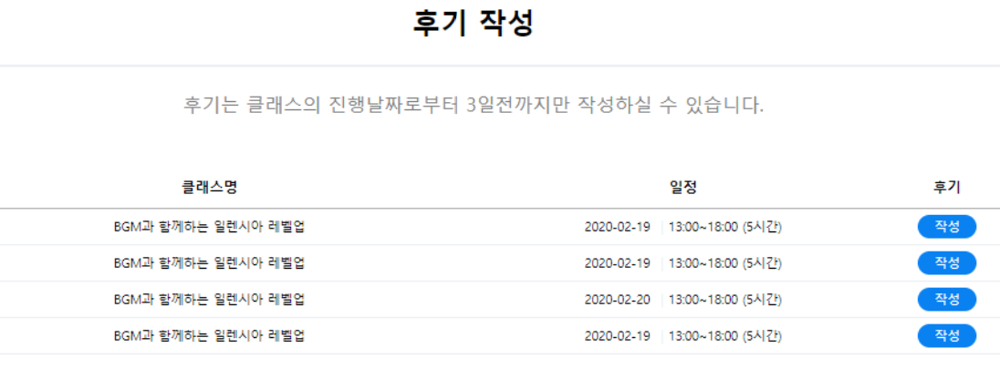 후기 작성
후기는 클래스의 진행날짜로부터 3일전까지만 작성하실 수 있습니다.
클래스명 일정 후기
BGM과 함께하는 일렌시아 레벨업 2020-02-19 13:00~18:00 (5시간) 작성
BGM과 함께하는 일렌시아 레벨업 2020-02-19 13:00~18:00 (5시간) 작성
BGM과 함께하는 일렌시아 레벨업 2020-02-20 13:00~18:00 (5시간) 작성
BGM과 함께하는 일렌시아 레벨업 2020-02-19 13:00~18:00 (5시간) 작성